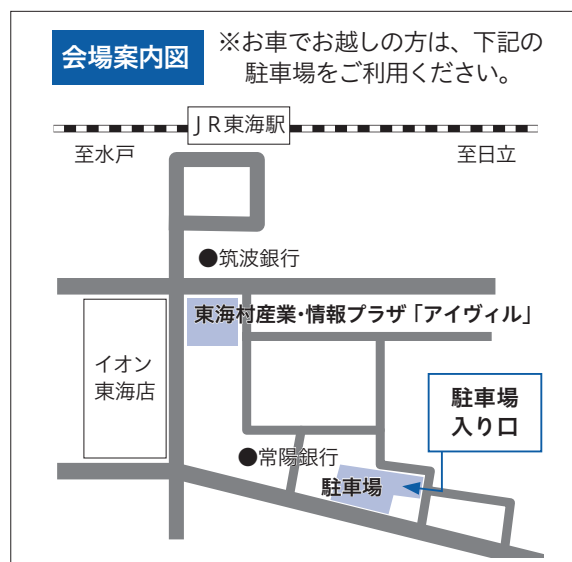 会場案内図
※お車でお越しの方は、下記の
駐車場をご利用ください。
ＪＲ東海駅
至水戸
至日立
●筑波銀行
東海村産業・情報プラザ「アイヴィル」
イオン
東海店
駐車場
入り口
●常陽銀行
駐車場